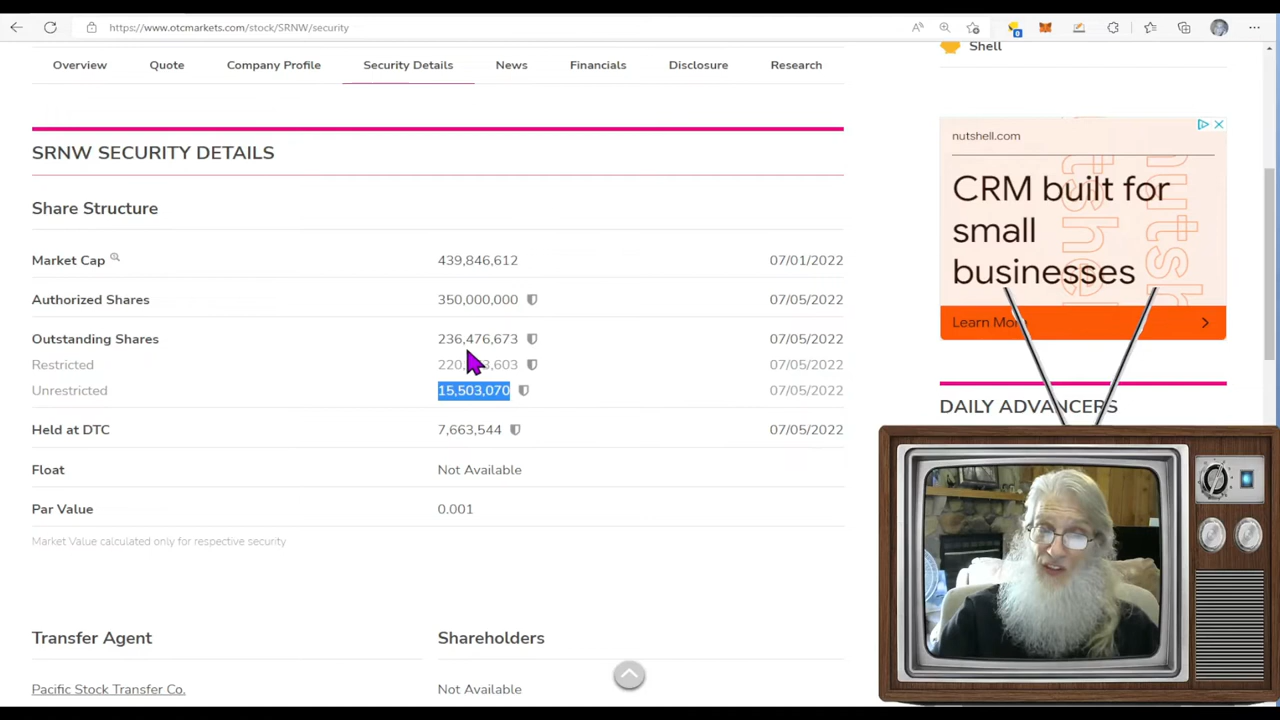 https://www.otcmarkets.com/stock/SRNW/security
Shell
Overview Quote Company Profile Security Details News Financials Disclosure Research
SRNW SECURITY DETAILS
Share Structure
Market Cap 439,846,612 07/01/2022
Authorized Shares 350,000,000 07/05/2022
Outstanding Shares 236,476,673 07/05/2022
Restricted 07/05/2022
Unrestricted 15,503,070 07/05/2022
Held at DTC 7,663,544 07/05/2022
Float Not Available
Par Value 0.001
Market Value calculated only for respective security
Transfer Agent
Pacific Stock Transfer Co.
Shareholders
Not Available
nutshell.com
CRM built for
small
businesses
Learn More
DAILY ADVANCERS